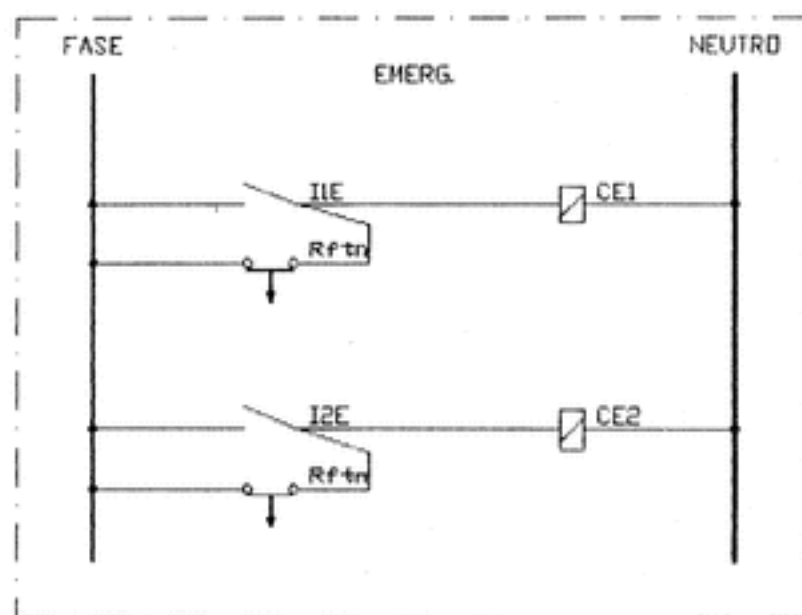 FASE
NEUTRO
EMERG.
I1E
CE1
Rftn
I2E
CE2
Rftn